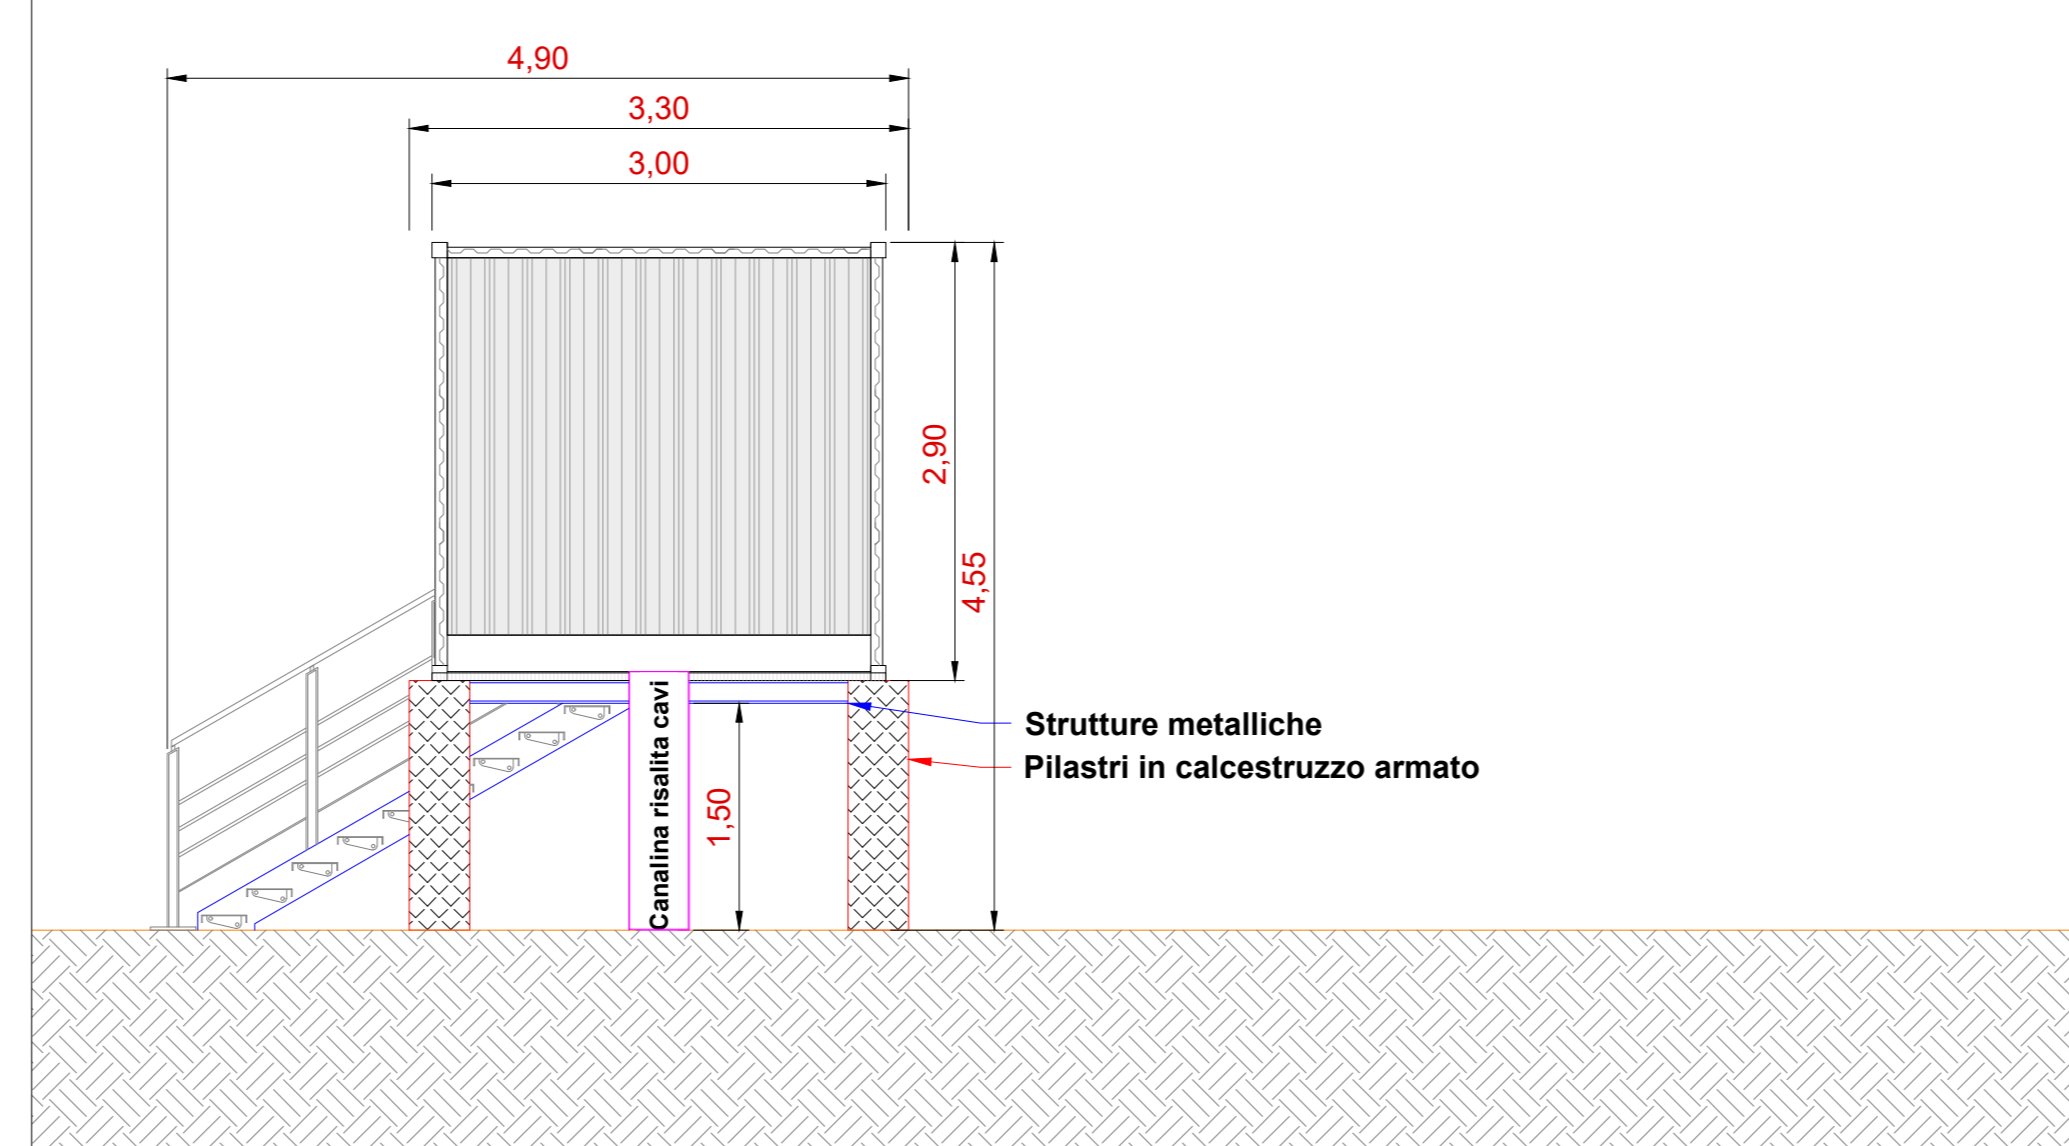 4,90
3,30
3,00
2,90
4,55
Strutture metalliche
Pilastri in calcestruzzo armato
1,50
Canalina risalita cavi